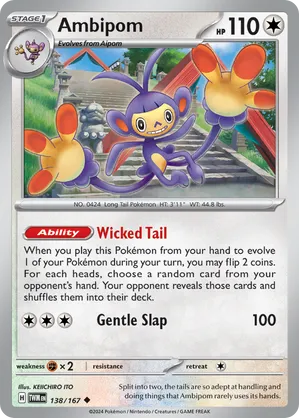 STAGE 1 Ambipom HP 110
Evolves from Aipom
NO. 0424 Long Tail Pokémon HT: 3'11" WT: 44.8 lbs.
Ability Wicked Tail
When you play this Pokémon from your hand to evolve
1 of your Pokémon during your turn, you may flip 2 coins.
For each heads, choose a random card from your
opponent's hand. Your opponent reveals those cards and
shuffles them into their deck.
Gentle Slap 100
weakness ×2 resistance retreat
Illus. KEIICHIRO ITO
H TWM EN 138/167
Split into two, the tails are so adept at handling and
doing things that Ambipom rarely uses its hands.
©2024 Pokémon / Nintendo / Creatures / GAME FREAK